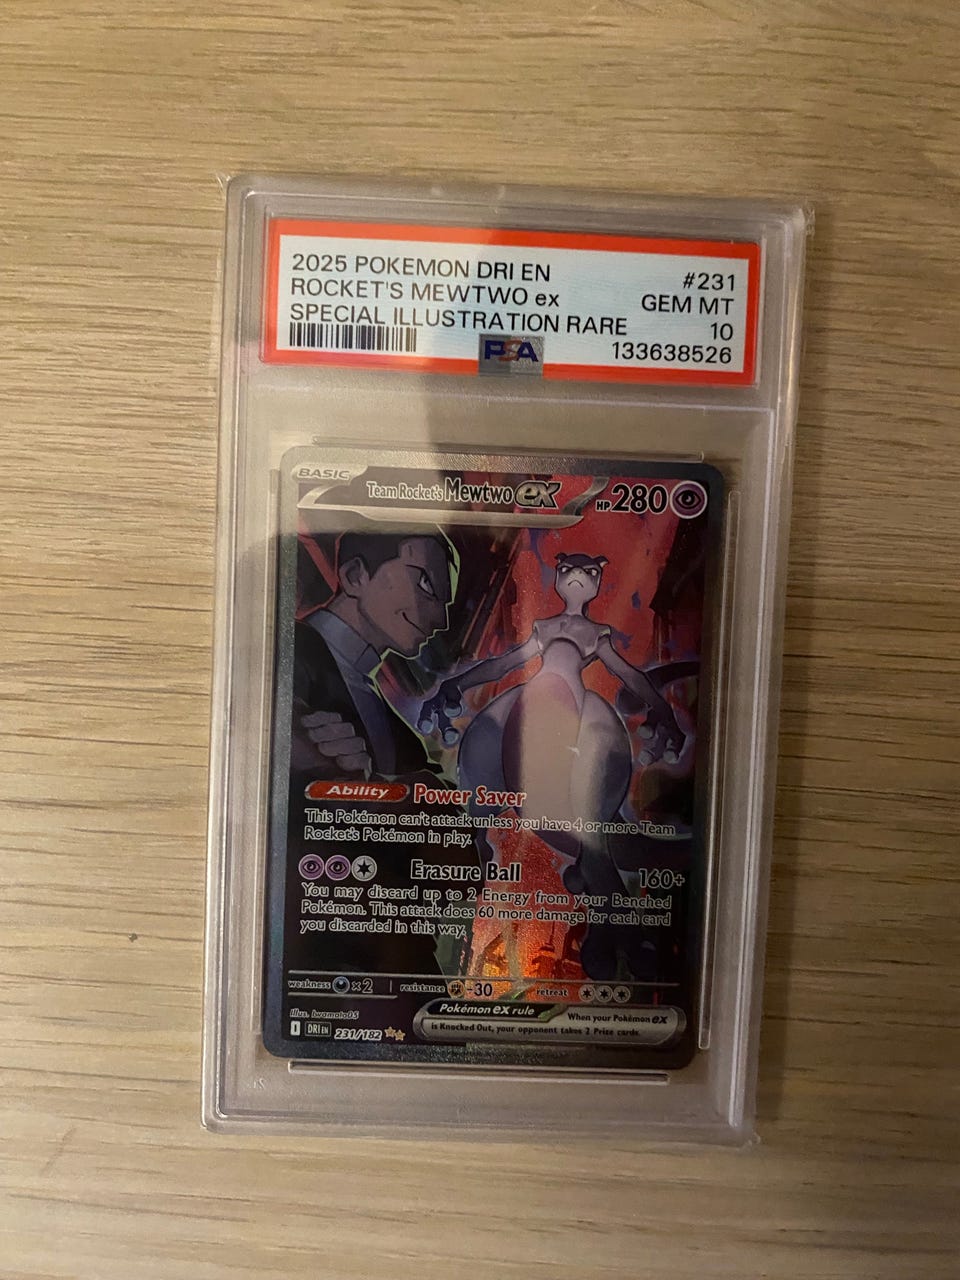 2025 POKEMON DRI EN
#231
ROCKET'S MEWTWO ex
GEM MT
SPECIAL ILLUSTRATION RARE
10
PSA
133638526
BASIC
Team Rocket's Mewtwo ex
HP 280
Ability Power Saver
This Pokémon can't attack unless you have 4 or more Team
Rocket's Pokémon in play.
Erasure Ball 160+
You may discard up to 2 Energy from your Benched
Pokémon. This attack does 60 more damage for each card
you discarded in this way.
weakness x2 resistance -30 retreat
Illus. Iwamoto05
Pokémon ex rule
When your Pokémon ex
is Knocked Out, your opponent takes 2 Prize cards.
I DRI EN 231/182